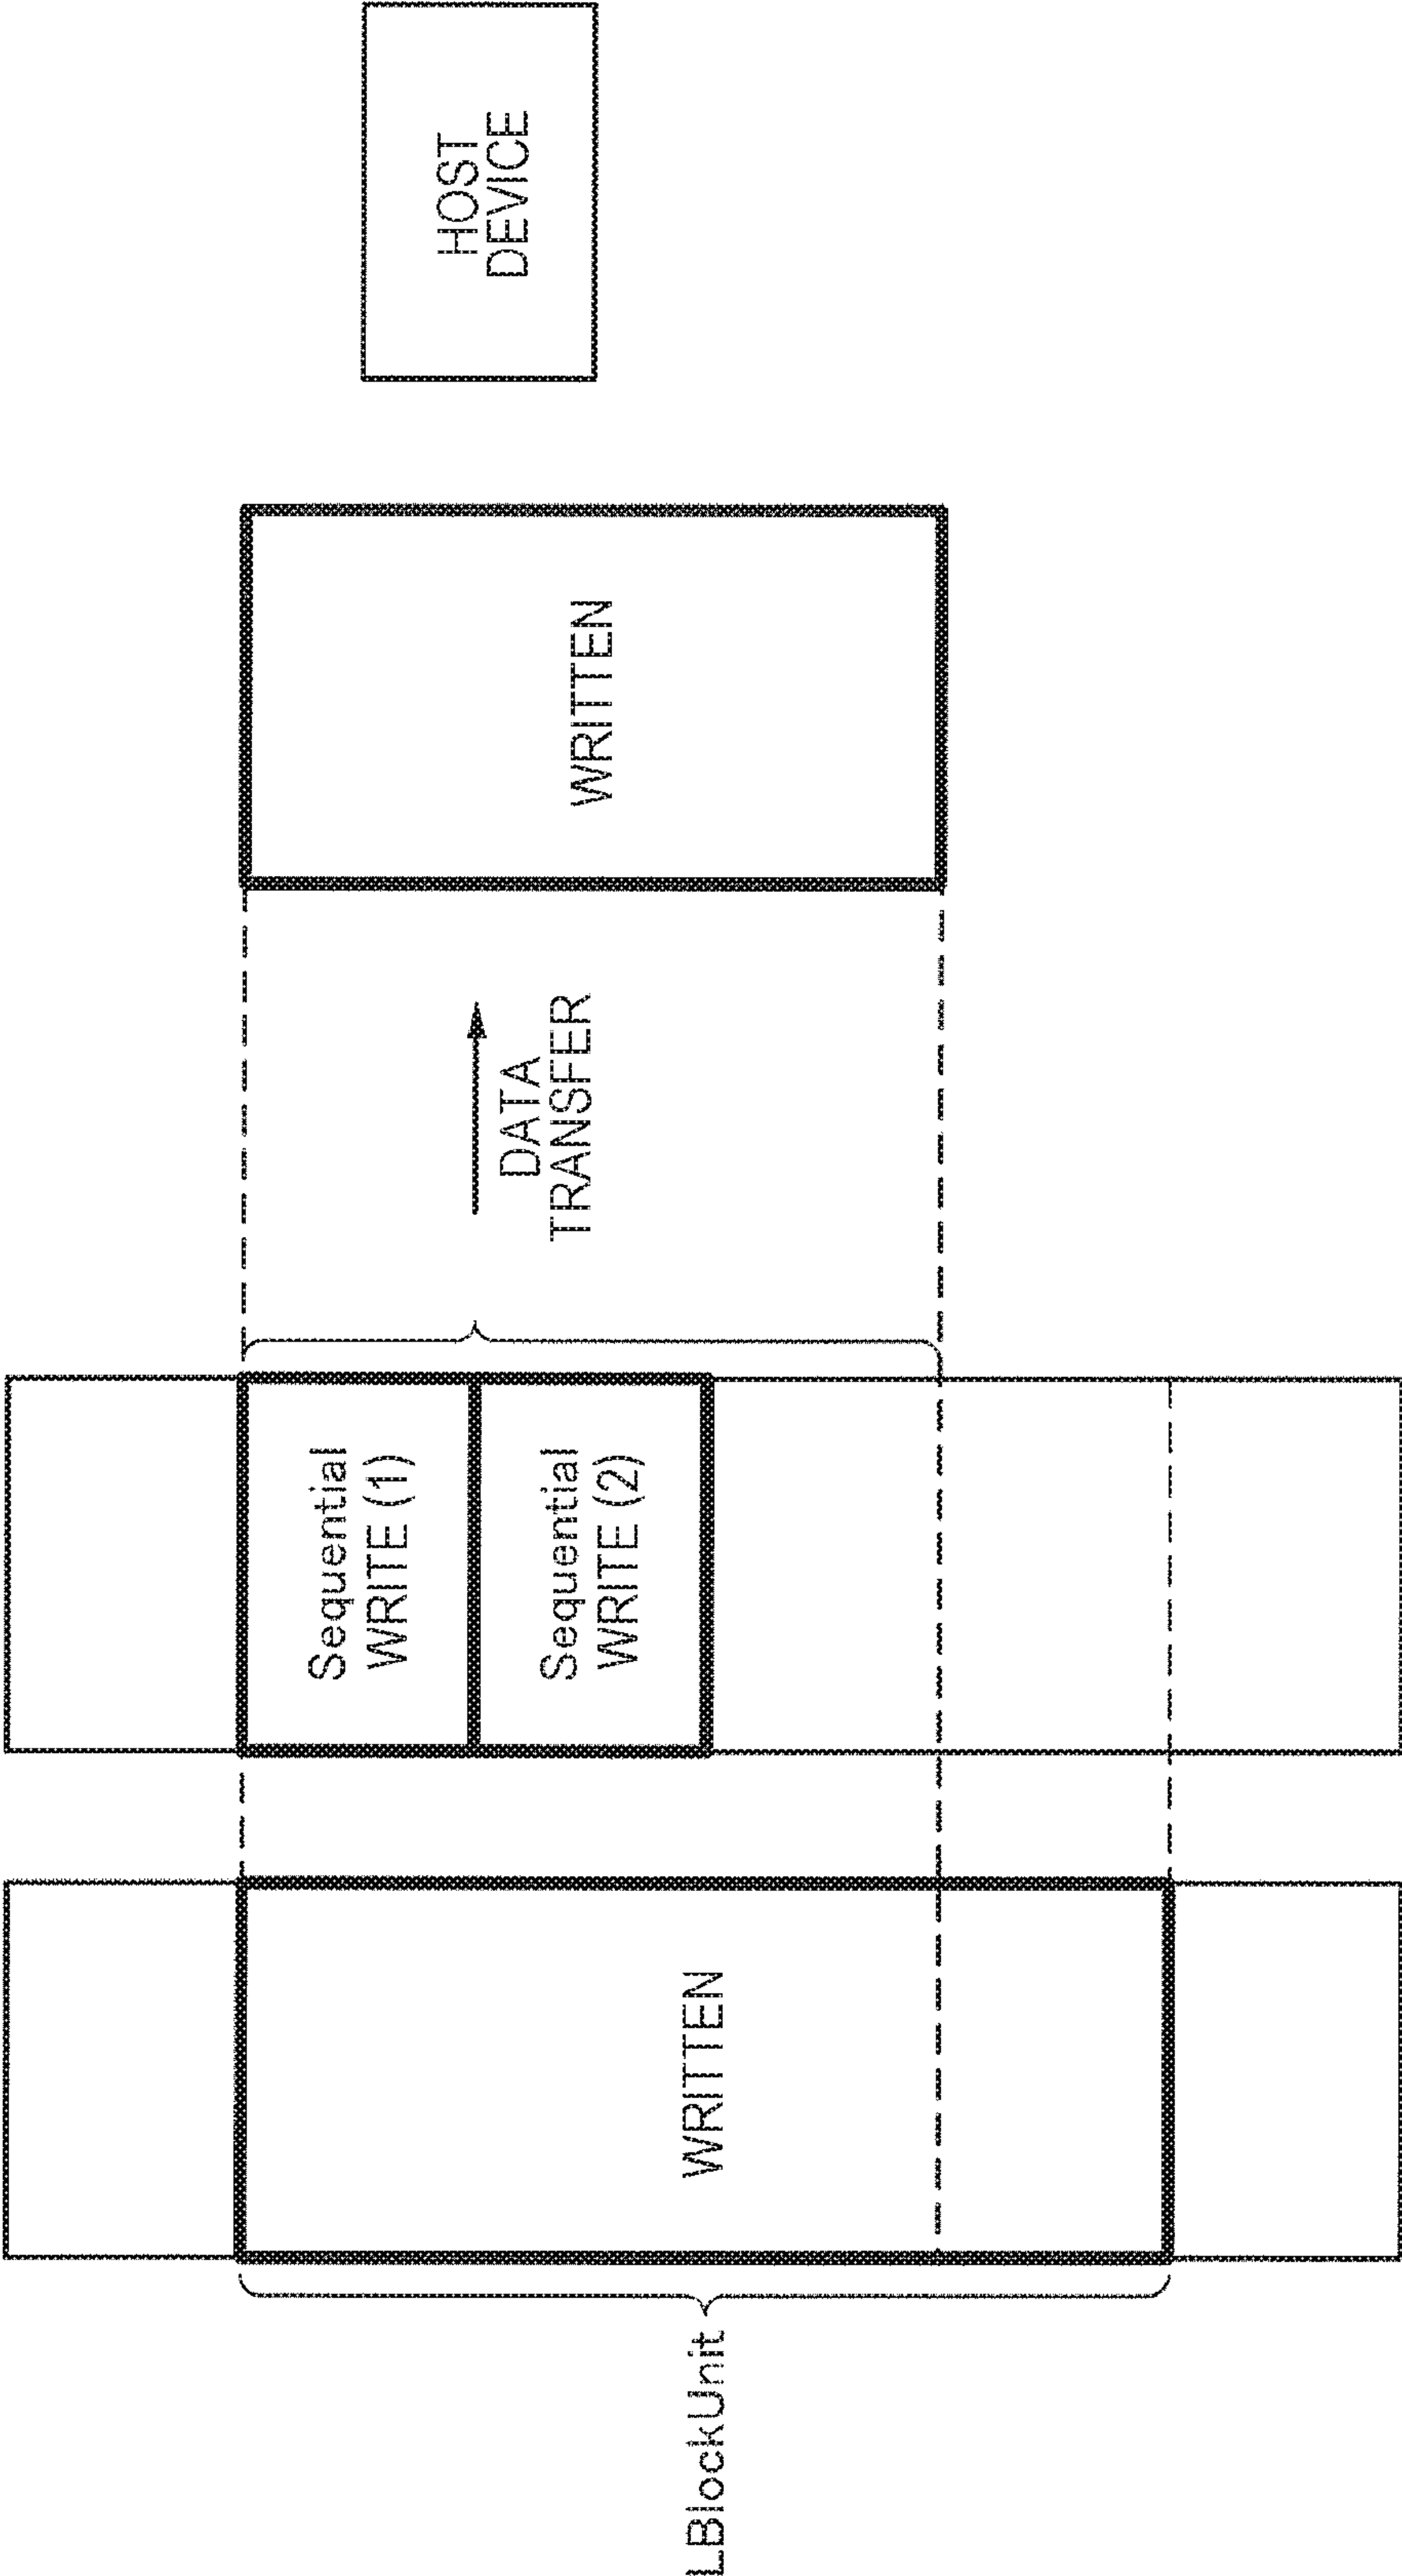 LBlockUnit
WRITTEN
Sequential
WRITE (1)
Sequential
WRITE (2)
DATA
TRANSFER
WRITTEN
HOST
DEVICE